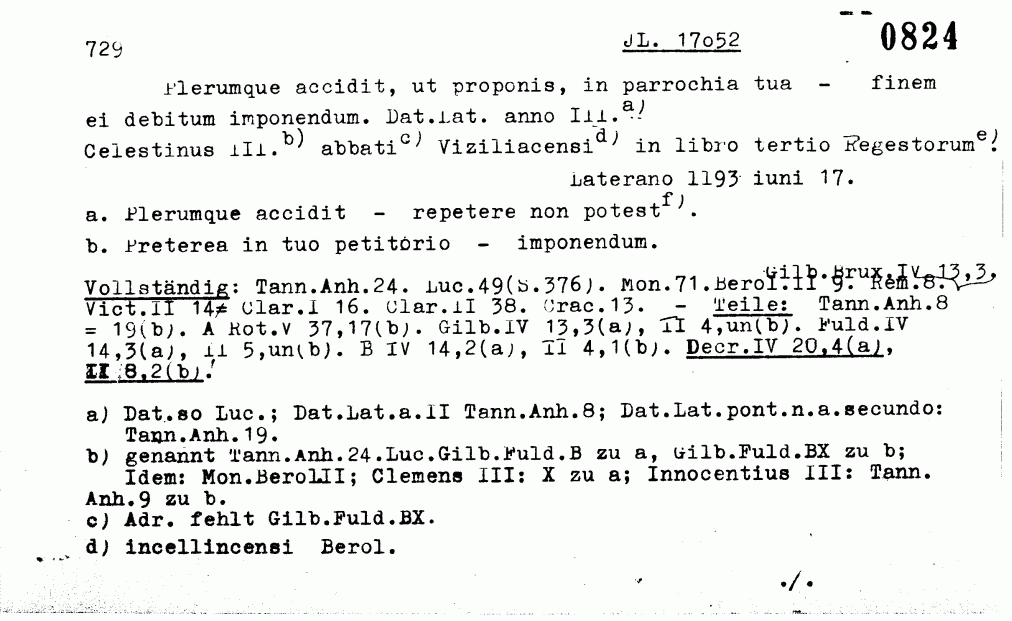 729 JL. 17o52 0824
Plerumque accidit, ut proponis, in parrochia tua - finem
ei debitum imponendum. Dat.Lat. anno III.a)
Celestinus III.b) abbatic) Viziliacensid) in libro tertio Regestorume).
Laterano 1193 iuni 17.
a. Plerumque accidit - repetere non potestf).
b. Preterea in tuo petitorio - imponendum.
Gilb.Brux.IV 13,3,
Vollständig: Tann.Anh.24. Luc.49(S.376). Mon.71.Berol.II 9. Rem.8.
Vict.II 14≠ Clar.I 16. Clar.II 38. Crac.13. - Teile: Tann.Anh.8
= 19(b). A Rot.V 37,17(b). Gilb.IV 13,3(a), II 4,un(b). Fuld.IV
14,3(a), II 5,un(b). B IV 14,2(a), II 4,1(b). Decr.IV 20,4(a),
II 8,2(b).
a) Dat.so Luc.; Dat.Lat.a.II Tann.Anh.8; Dat.Lat.pont.n.a.secundo:
Tann.Anh.19.
b) genannt Tann.Anh.24.Luc.Gilb.Fuld.B zu a, Gilb.Fuld.BX zu b;
Idem: Mon.BerolII; Clemens III: X zu a; Innocentius III: Tann.
Anh.9 zu b.
c) Adr. fehlt Gilb.Fuld.BX.
d) incellincensi Berol.
./.